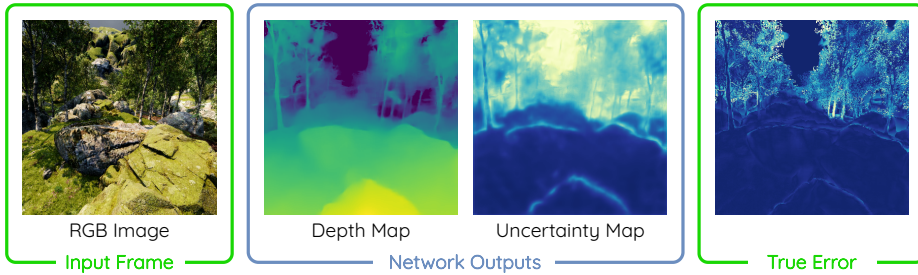 RGB Image
Depth Map
Uncertainty Map
Input Frame
Network Outputs
True Error